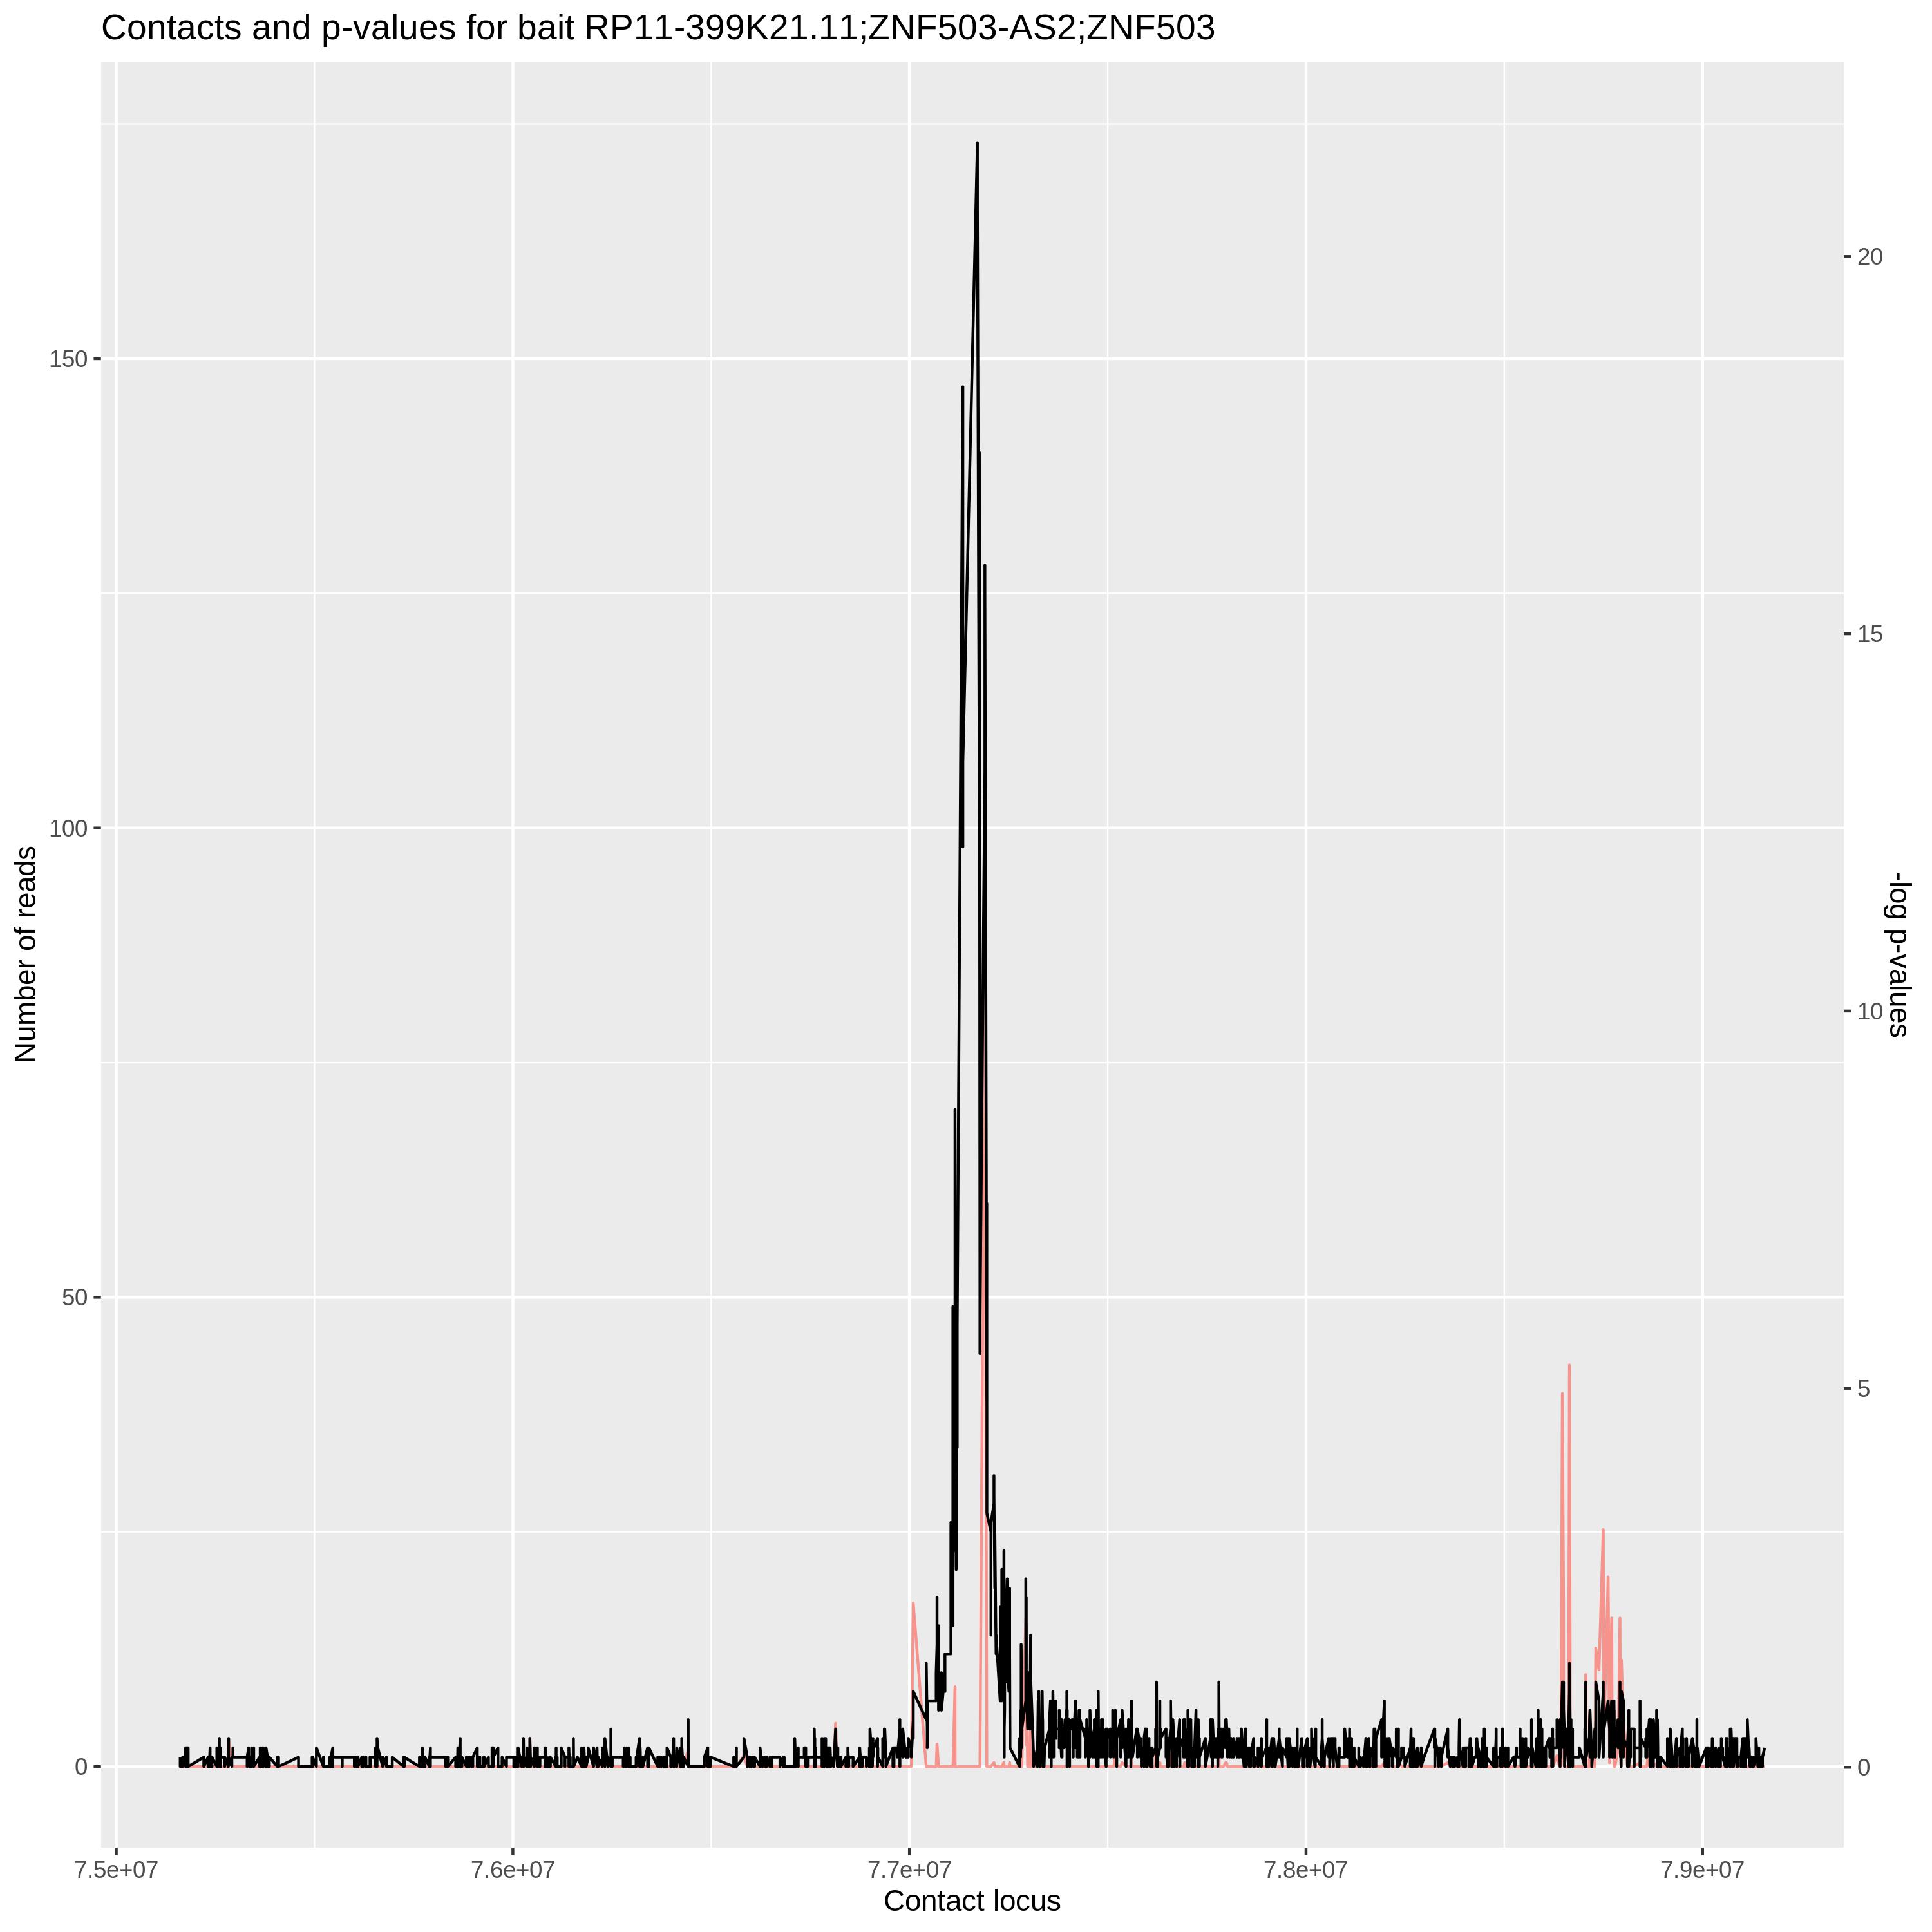 Contacts and p-values for bait RP11-399K21.11;ZNF503-AS2;ZNF503
Number of reads
150
100
50
0
20
15
10
5
0
-log p-values
7.5e+07
7.6e+07
7.7e+07
7.8e+07
7.9e+07
Contact locus